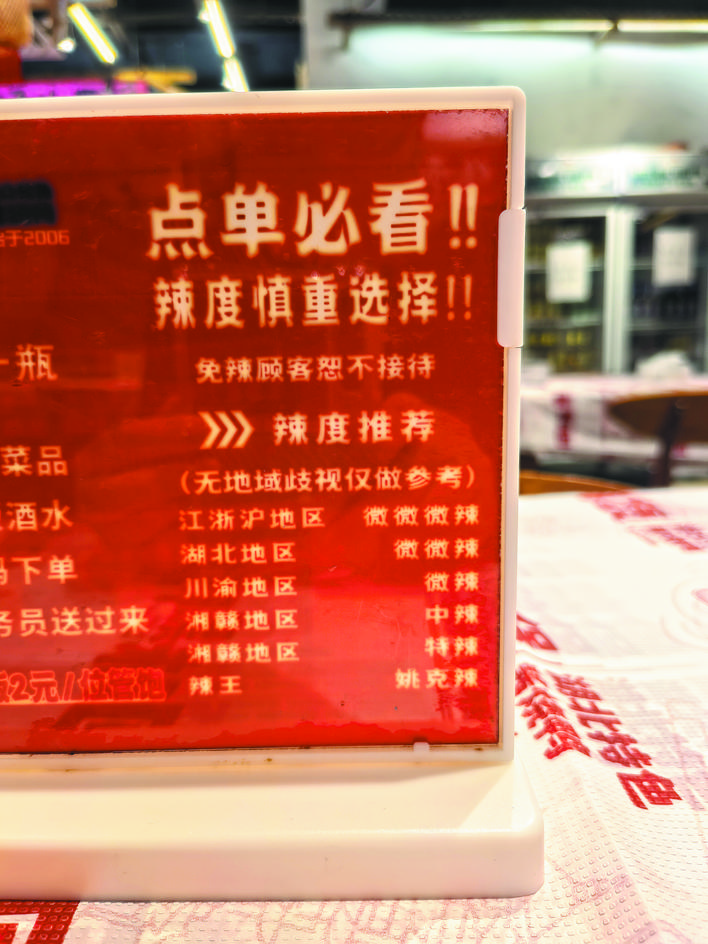 始于2006
点单必看!!
辣度慎重选择!!
一瓶
免辣顾客恕不接待
>>> 辣度推荐
菜品
(无地域歧视仅做参考)
酒水
江浙沪地区 微微微辣
湖北地区 微微辣
码下单
川渝地区 微辣
务员送过来
湘赣地区 中辣
湘赣地区 特辣
饭2元/位管饱
辣王 姚克辣
湖北特色